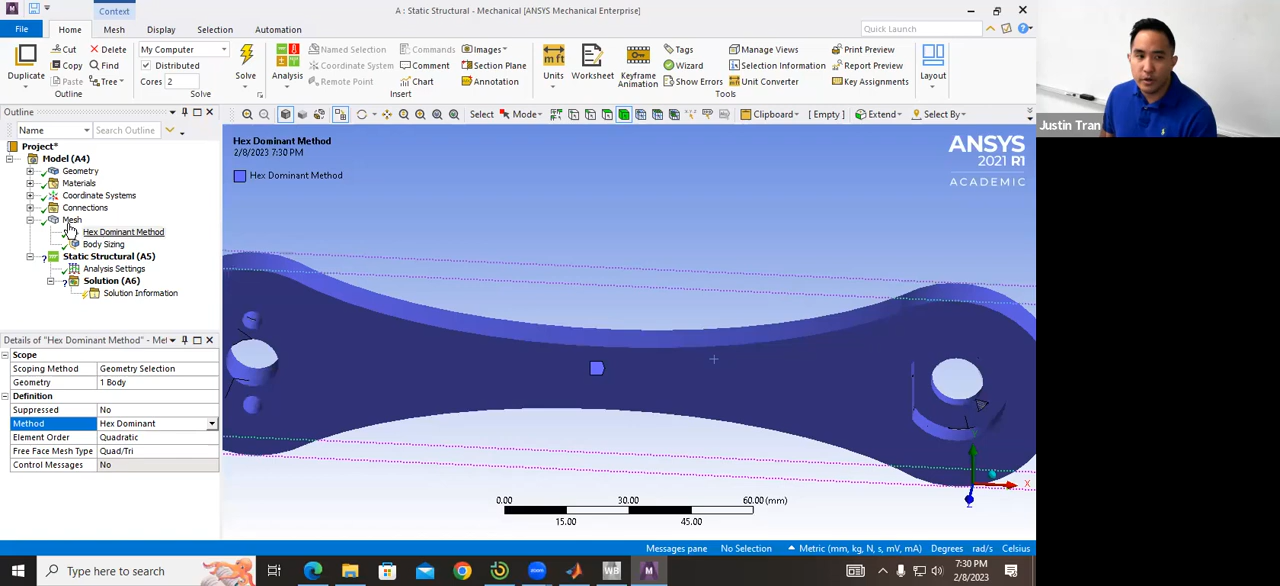 Context
A : Static Structural - Mechanical [ANSYS Mechanical Enterprise]
File Home Mesh Display Selection Automation Quick Launch
Duplicate Cut Delete Copy Find Paste Tree Outline
My Computer Distributed Cores 2 Solve Solve
Analysis Named Selection Coordinate System Remote Point Commands Comment Chart Images Section Plane Annotation Insert
Units Worksheet Keyframe Animation Tags Wizard Show Errors Manage Views Selection Information Unit Converter Print Preview Report Preview Key Assignments Tools
Layout
Outline
Name Search Outline
Select Mode Clipboard [ Empty ] Extend Select By
Project*
Model (A4)
Geometry
Materials
Coordinate Systems
Connections
Mesh
Hex Dominant Method
Body Sizing
Static Structural (A5)
Analysis Settings
Solution (A6)
Solution Information
Details of "Hex Dominant Method" - Met
Scope
Scoping Method Geometry Selection
Geometry 1 Body
Definition
Suppressed No
Method Hex Dominant
Element Order Quadratic
Free Face Mesh Type Quad/Tri
Control Messages No
Hex Dominant Method
2/8/2023 7:30 PM
Hex Dominant Method
ANSYS
2021 R1
ACADEMIC
0.00 30.00 60.00 (mm)
15.00 45.00
X
Messages pane No Selection Metric (mm, kg, N, s, mV, mA) Degrees rad/s Celsius
Type here to search
7:30 PM
2/8/2023
Justin Tran